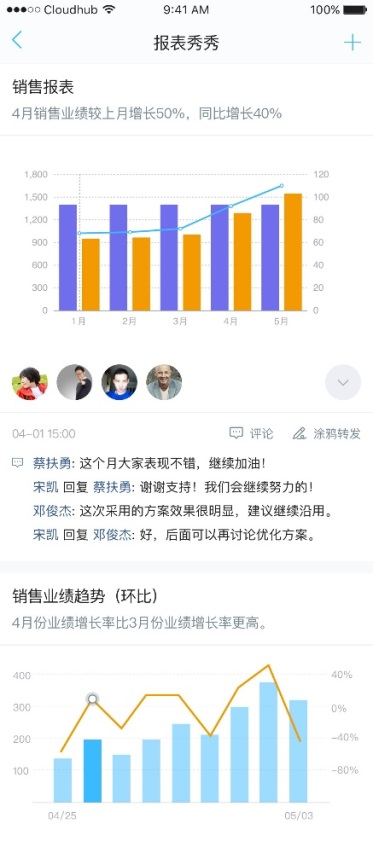 Cloudhub 9:41 AM 100%
报表秀秀
销售报表
4月销售业绩较上月增长50%，同比增长40%
1,800 120
1,500 100
1,200 80
900 60
600 40
300 20
0 0
1月 2月 3月 4月 5月
04-01 15:00 评论 涂鸦转发
蔡扶勇: 这个月大家表现不错，继续加油！
宋凯 回复 蔡扶勇: 谢谢支持！我们会继续努力的！
邓俊杰: 这次采用的方案效果很明显，建议继续沿用。
宋凯 回复 邓俊杰: 好，后面可以再讨论优化方案。
销售业绩趋势（环比）
4月份业绩增长率比3月份业绩增长率更高。
400 40%
300 0%
200 -40%
100 -80%
04/25 05/03